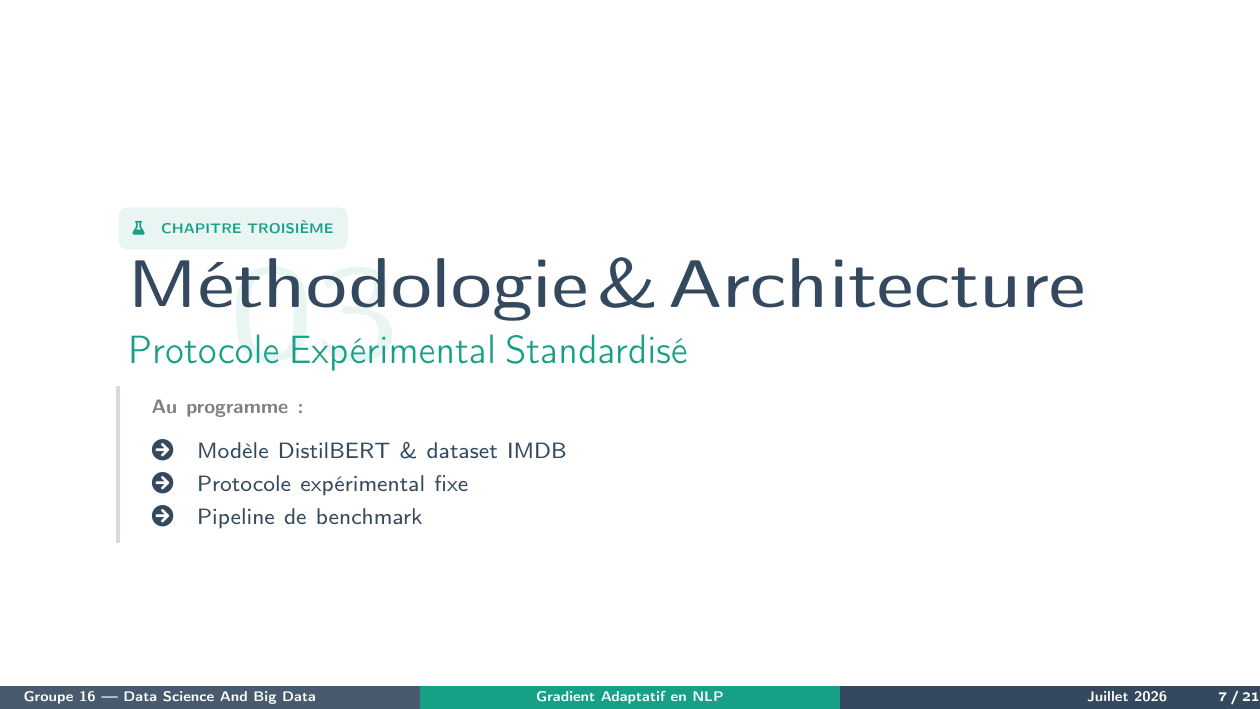 CHAPITRE TROISIÈME
03
Méthodologie & Architecture
Protocole Expérimental Standardisé
Au programme :
Modèle DistilBERT & dataset IMDB
Protocole expérimental fixe
Pipeline de benchmark
Groupe 16 — Data Science And Big Data
Gradient Adaptatif en NLP
Juillet 2026
7 / 21